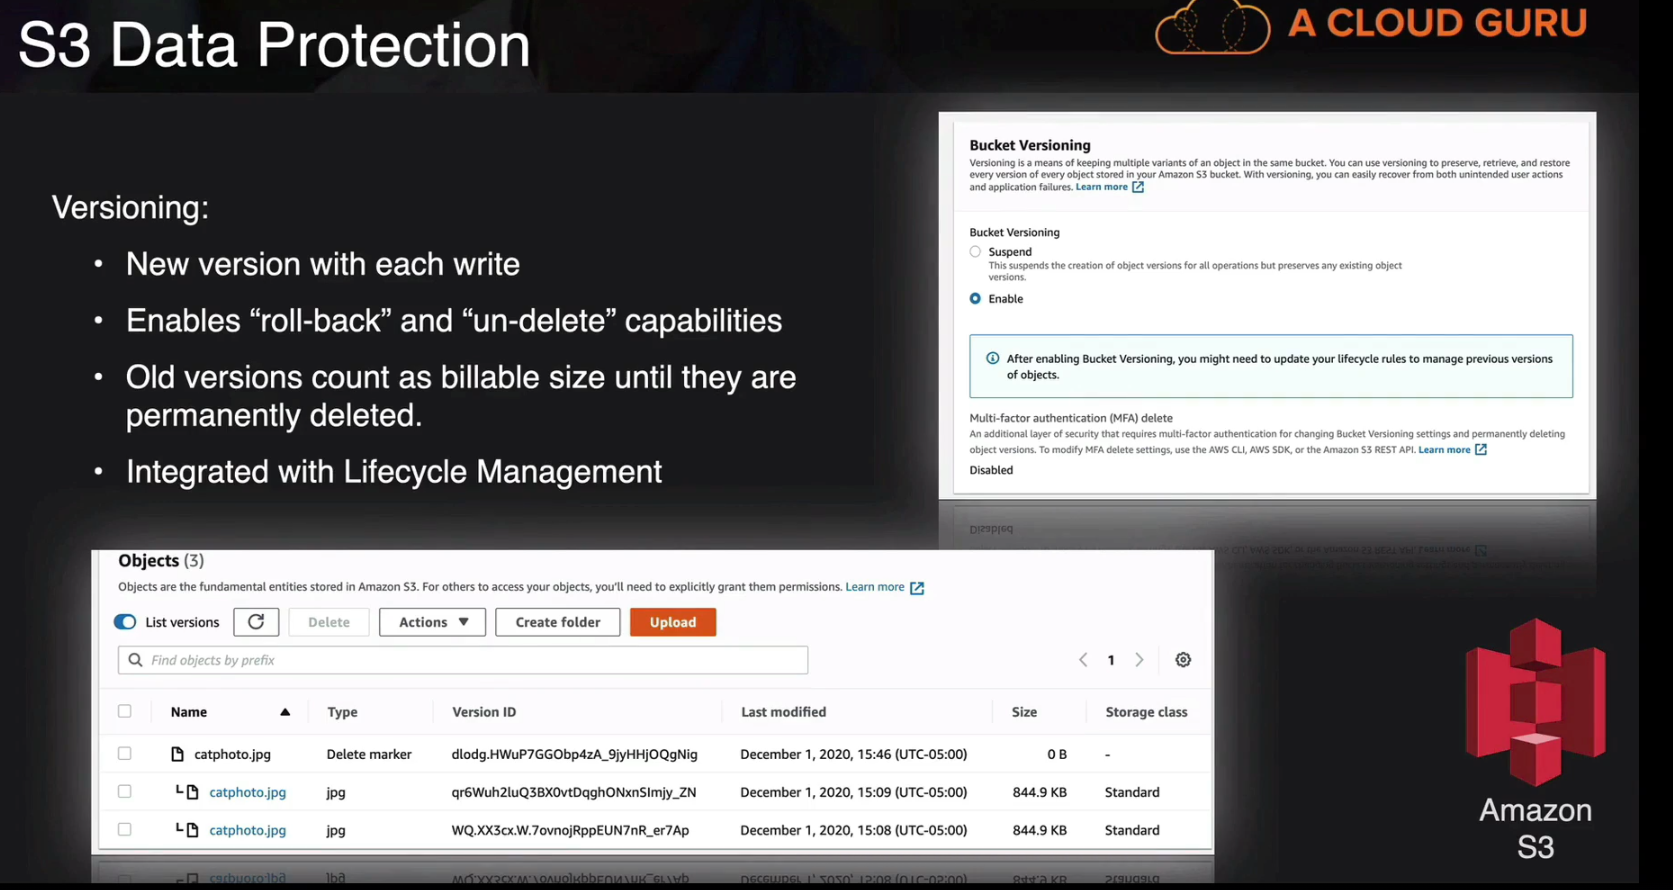 S3 Data Protection
A CLOUD GURU
Versioning:
• New version with each write
• Enables “roll-back” and “un-delete” capabilities
• Old versions count as billable size until they are
permanently deleted.
• Integrated with Lifecycle Management
Bucket Versioning
Versioning is a means of keeping multiple variants of an object in the same bucket. You can use versioning to preserve, retrieve, and restore
every version of every object stored in your Amazon S3 bucket. With versioning, you can easily recover from both unintended user actions
and application failures. Learn more
Bucket Versioning
Suspend
This suspends the creation of object versions for all operations but preserves any existing object
versions.
Enable
After enabling Bucket Versioning, you might need to update your lifecycle rules to manage previous versions
of objects.
Multi-factor authentication (MFA) delete
An additional layer of security that requires multi-factor authentication for changing Bucket Versioning settings and permanently deleting
object versions. To modify MFA delete settings, use the AWS CLI, AWS SDK, or the Amazon S3 REST API. Learn more
Disabled
Objects (3)
Objects are the fundamental entities stored in Amazon S3. For others to access your objects, you'll need to explicitly grant them permissions. Learn more
List versions Delete Actions Create folder Upload
Find objects by prefix 1
Name Type Version ID Last modified Size Storage class
catphoto.jpg Delete marker dlodg.HWuP7GGObp4zA_9jyHHjOQgNig December 1, 2020, 15:46 (UTC-05:00) 0 B -
catphoto.jpg jpg qr6Wuh2luQ3BX0vtDqghONxnSImjy_ZN December 1, 2020, 15:09 (UTC-05:00) 844.9 KB Standard
catphoto.jpg jpg WQ.XX3cx.W.7ovnojRppEUN7nR_er7Ap December 1, 2020, 15:08 (UTC-05:00) 844.9 KB Standard
Amazon
S3